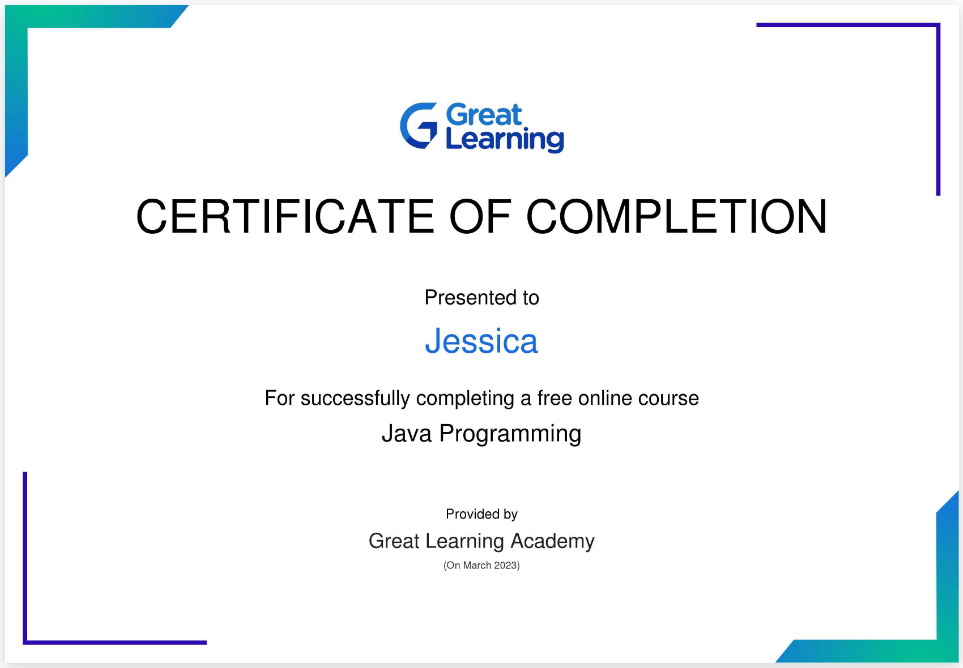 Great
Learning
CERTIFICATE OF COMPLETION
Presented to
Jessica
For successfully completing a free online course
Java Programming
Provided by
Great Learning Academy
(On March 2023)